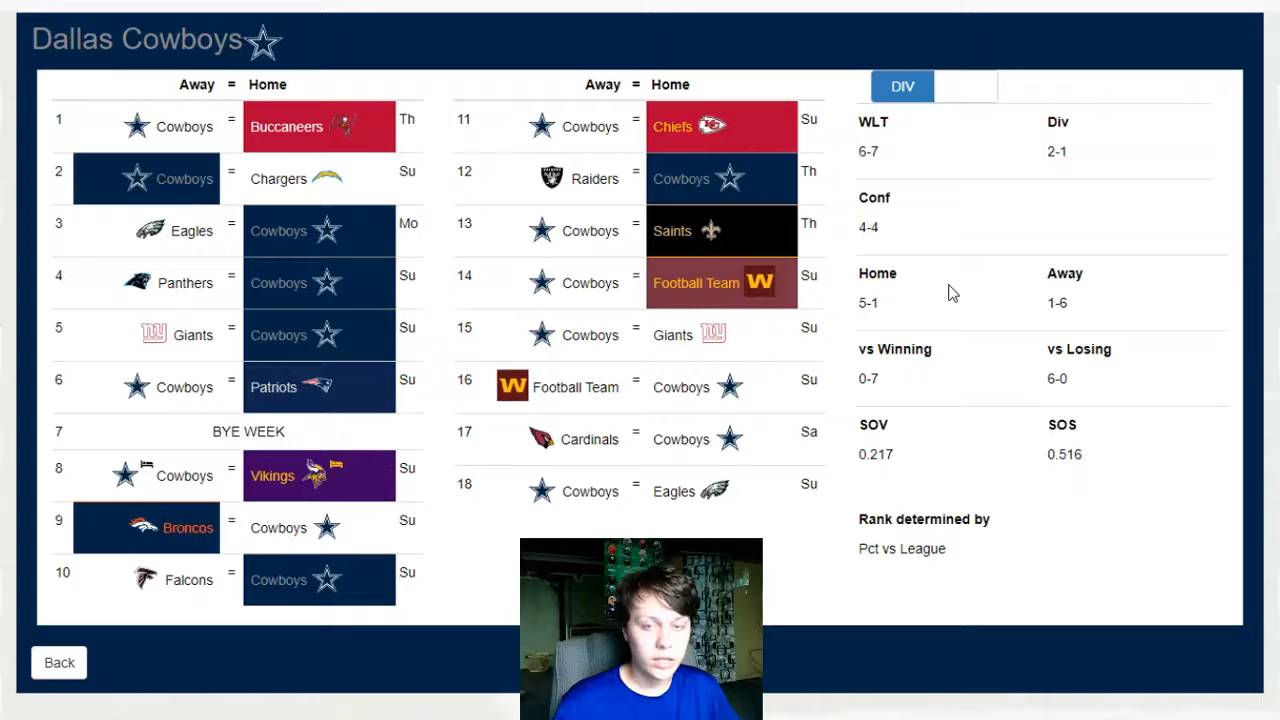 Dallas Cowboys
Away = Home
1 Cowboys = Buccaneers Th
2 Cowboys = Chargers Su
3 Eagles = Cowboys Mo
4 Panthers = Cowboys Su
5 Giants = Cowboys Su
6 Cowboys = Patriots Su
7 BYE WEEK
8 Cowboys = Vikings Su
9 Broncos = Cowboys Su
10 Falcons = Cowboys Su
Away = Home
11 Cowboys = Chiefs Su
12 Raiders = Cowboys Th
13 Cowboys = Saints Th
14 Cowboys = Football Team W Su
15 Cowboys = Giants Su
16 W Football Team = Cowboys Su
17 Cardinals = Cowboys Sa
18 Cowboys = Eagles Su
DIV
WLT Div
6-7 2-1
Conf
4-4
Home Away
5-1 1-6
vs Winning vs Losing
0-7 6-0
SOV SOS
0.217 0.516
Rank determined by
Pct vs League
Back